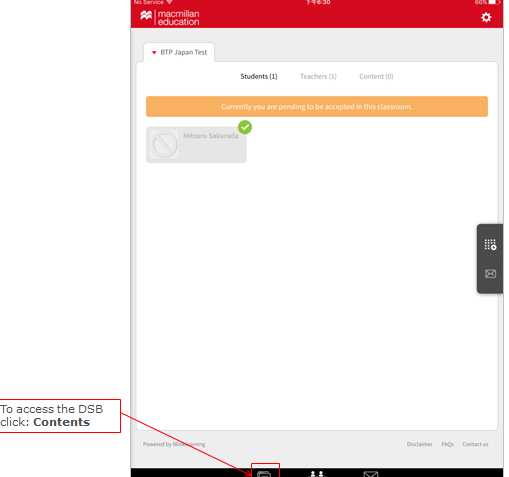 No Service 下午6:30 66%
macmillan
education
BTP Japan Test
Students (1) Teachers (1) Content (0)
Currently you are pending to be accepted in this classroom.
Mitsuru Sakurada
To access the DSB
click: Contents
Powered by Blinklearning Disclaimer FAQs Contact us